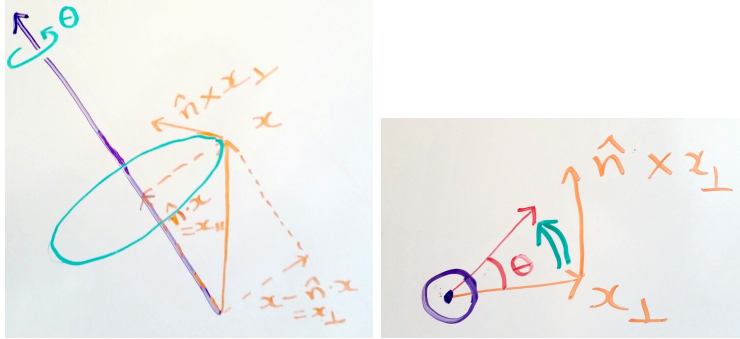 θ
n̂ × x⊥
x
n̂·x
=x∥
x − n̂·x
=x⊥
n̂ × x⊥
θ
x⊥